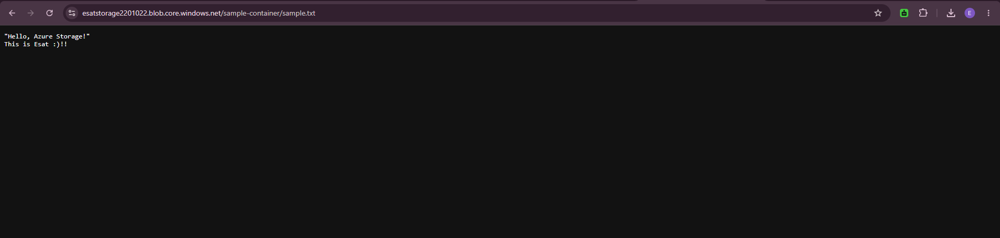 esatstorage2201022.blob.core.windows.net/sample-container/sample.txt
E
"Hello, Azure Storage!"
This is Esat :)!!